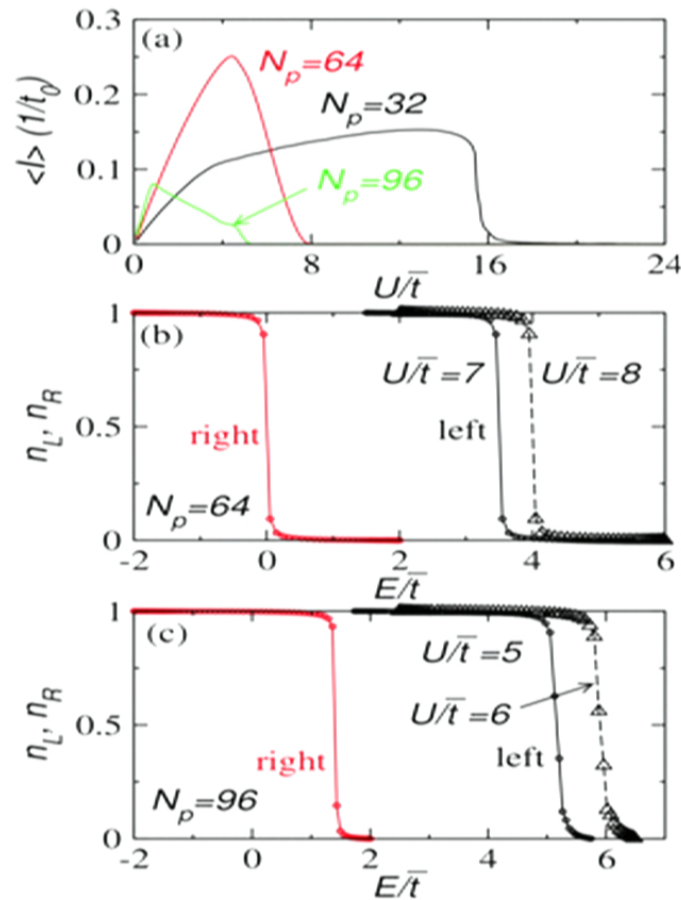 0.3
(a)
N_p=64
0.2
N_p=32
<I> (1/t_0)
0.1
N_p=96
0
0 8 16 24
U/t̅
1
(b)
U/t̅=7 U/t̅=8
n_L, n_R
0.5
right left
N_p=64
0
-2 0 2 4 6
E/t̅
1
(c)
U/t̅=5
n_L, n_R
0.5
U/t̅=6
right left
N_p=96
0
-2 0 2 4 6
E/t̅